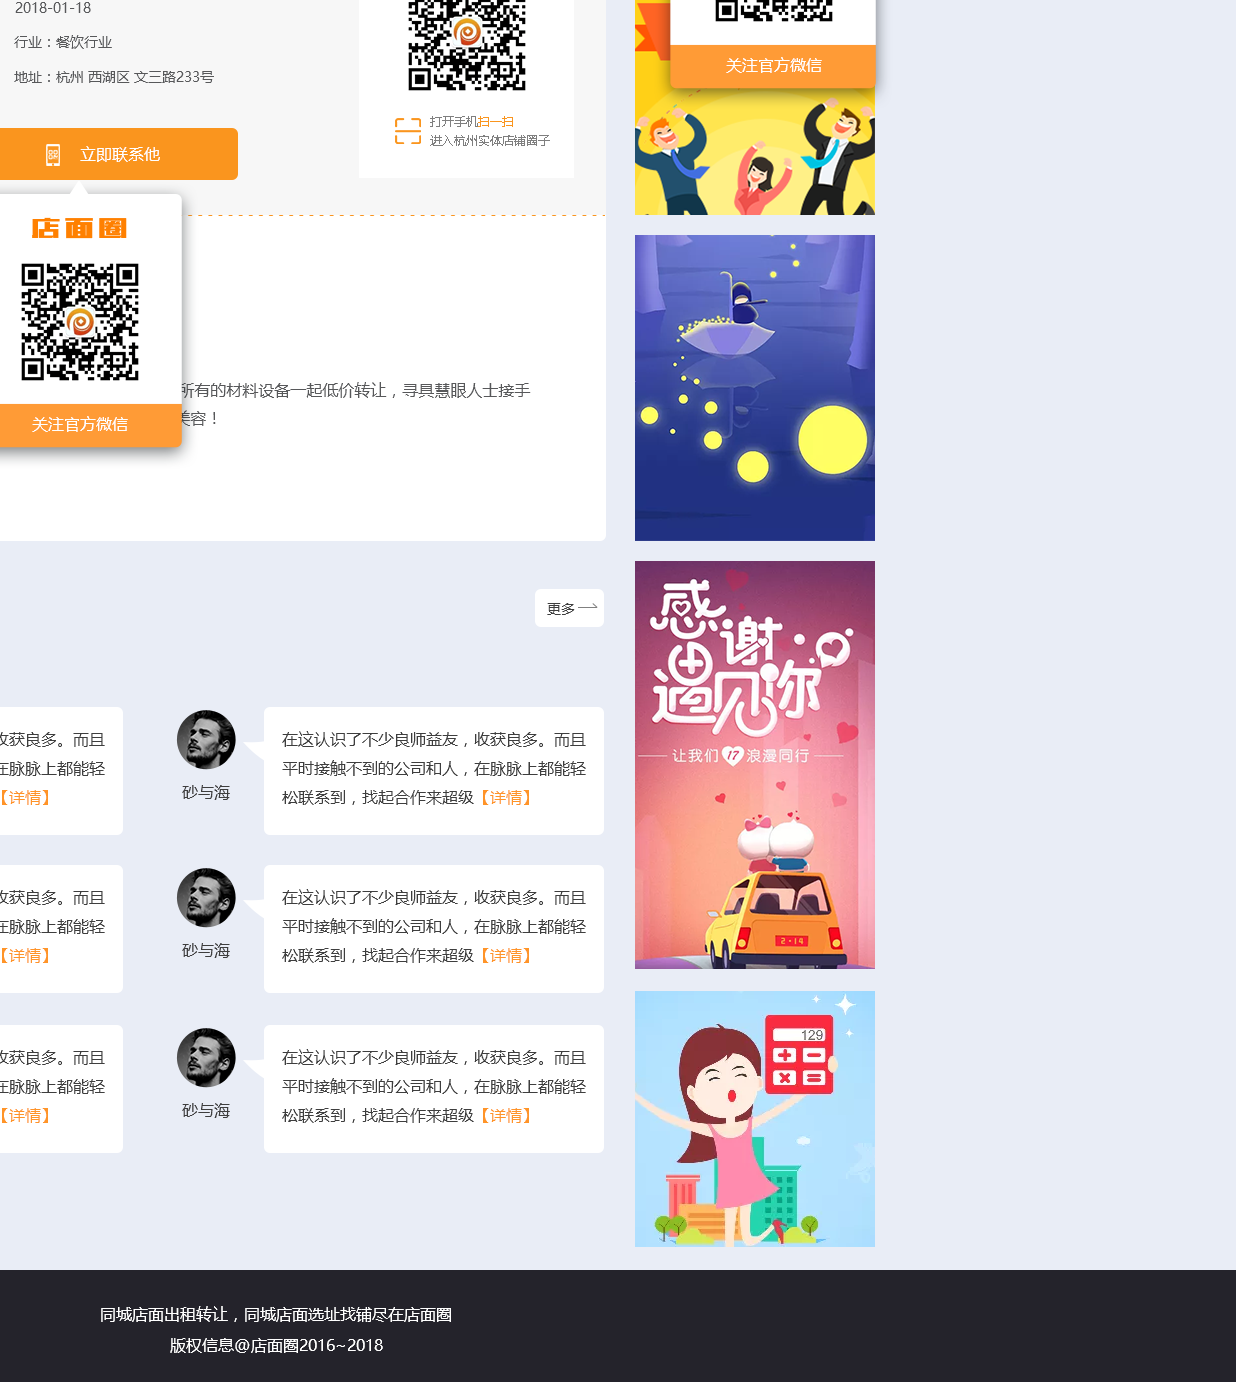 2018-01-18
行业：餐饮行业
地址：杭州 西湖区 文三路233号
立即联系他
打开手机扫一扫
进入杭州实体店铺圈子
关注官方微信
店面圈
所有的材料设备一起低价转让，寻具慧眼人士接手
美容！
关注官方微信
更多
感谢
遇见你
让我们 17 浪漫同行
2-14
收获良多。而且
在脉脉上都能轻
【详情】
砂与海
在这认识了不少良师益友，收获良多。而且
平时接触不到的公司和人，在脉脉上都能轻
松联系到，找起合作来超级【详情】
收获良多。而且
在脉脉上都能轻
【详情】
砂与海
在这认识了不少良师益友，收获良多。而且
平时接触不到的公司和人，在脉脉上都能轻
松联系到，找起合作来超级【详情】
收获良多。而且
在脉脉上都能轻
【详情】
砂与海
在这认识了不少良师益友，收获良多。而且
平时接触不到的公司和人，在脉脉上都能轻
松联系到，找起合作来超级【详情】
129
同城店面出租转让，同城店面选址找铺尽在店面圈
版权信息@店面圈2016~2018